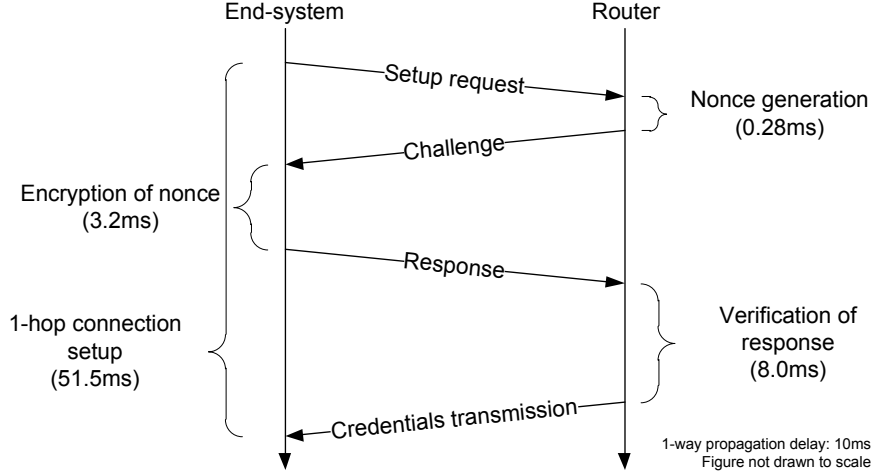 End-system
Router
Setup request
Nonce generation
(0.28ms)
Challenge
Encryption of nonce
(3.2ms)
Response
1-hop connection
setup
(51.5ms)
Verification of
response
(8.0ms)
Credentials transmission
1-way propagation delay: 10ms
Figure not drawn to scale